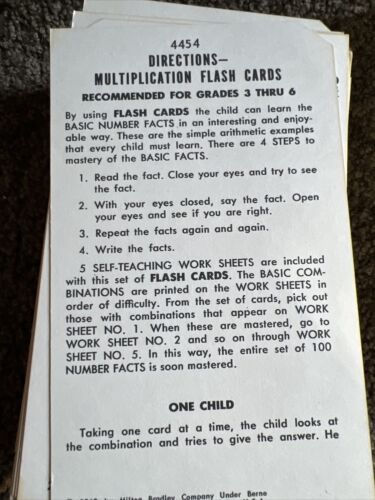 4454
DIRECTIONS—
MULTIPLICATION FLASH CARDS
RECOMMENDED FOR GRADES 3 THRU 6
By using FLASH CARDS the child can learn the
BASIC NUMBER FACTS in an interesting and enjoy-
able way. These are the simple arithmetic examples
that every child must learn. There are 4 STEPS to
mastery of the BASIC FACTS.
1. Read the fact. Close your eyes and try to see
the fact.
2. With your eyes closed, say the fact. Open
your eyes and see if you are right.
3. Repeat the facts again and again.
4. Write the facts.
5 SELF-TEACHING WORK SHEETS are included
with this set of FLASH CARDS. The BASIC COM-
BINATIONS are printed on the WORK SHEETS in
order of difficulty. From the set of cards, pick out
those with combinations that appear on WORK
SHEET NO. 1. When these are mastered, go to
WORK SHEET NO. 2 and so on through WORK
SHEET NO. 5. In this way, the entire set of 100
NUMBER FACTS is soon mastered.
ONE CHILD
Taking one card at a time, the child looks at
the combination and tries to give the answer. He
Milton Bradley Company Under Berne